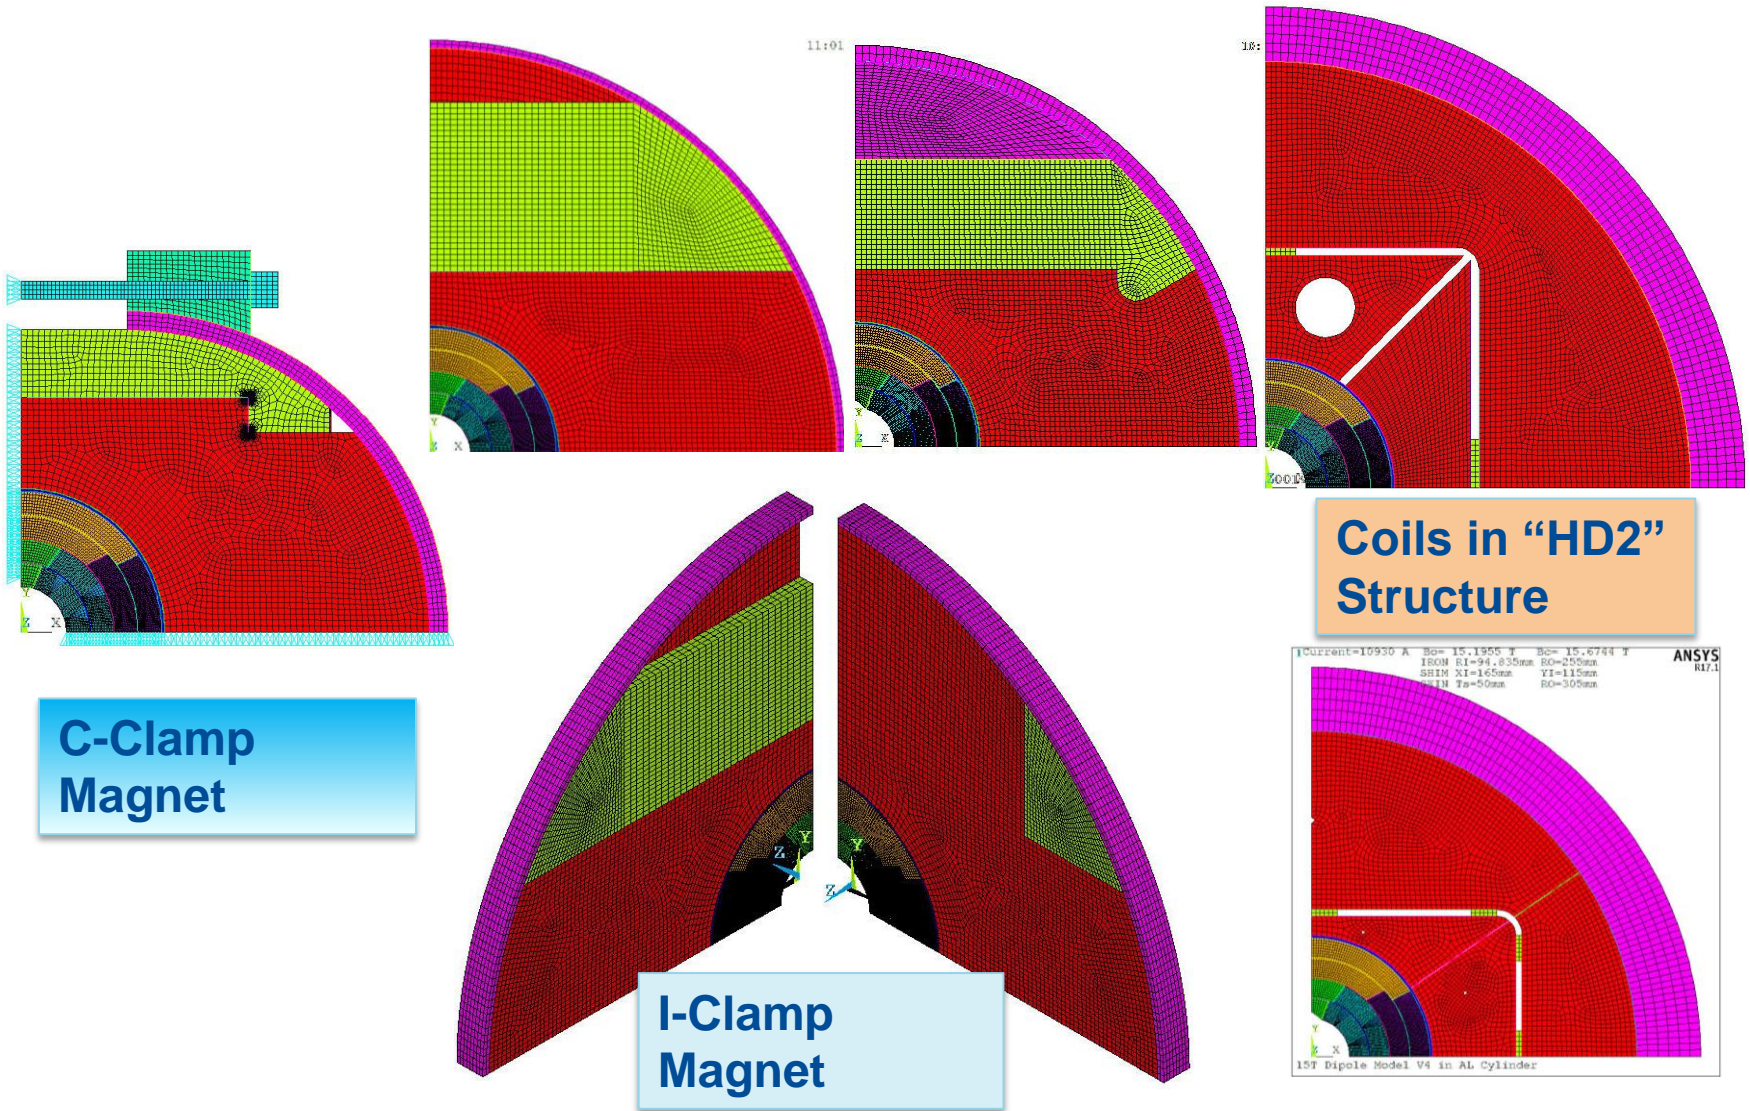 11:01
Y
Z X
Y
Z X
Y
Z X
Y
C-Clamp
Magnet
Coils in “HD2”
Structure
Y
Z
Y
Z
I-Clamp
Magnet
1Current=10930 A Bo= 15.1955 T Bc= 15.6744 T
IRON RI=94.835mm RO=255mm
SHIM XI=165mm YI=115mm
SKIN Ts=50mm RO=305mm
ANSYS
R17.1
Y
Z X
15T Dipole Model V4 in AL Cylinder